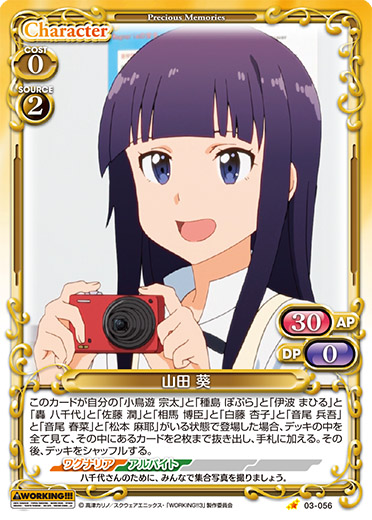 Precious Memories
Character
COST
0
SOURCE
2
30 AP
DP 0
山田 葵
このカードが自分の「小鳥遊 宗太」と「種島 ぽぷら」と「伊波 まひる」と
「轟 八千代」と「佐藤 潤」と「相馬 博臣」と「白藤 杏子」と「音尾 兵吾」
と「音尾 春菜」と「松本 麻耶」がいる状態で登場した場合、デッキの中を
全て見て、その中にあるカードを2枚まで抜き出し、手札に加える。その
後、デッキをシャッフルする。
ワグナリア アルバイト
八千代さんのために、みんなで集合写真を撮りましょう。
WORKING!!!
© 高津カリノ/スクウェアエニックス・「WORKING!!3」製作委員会
03-056